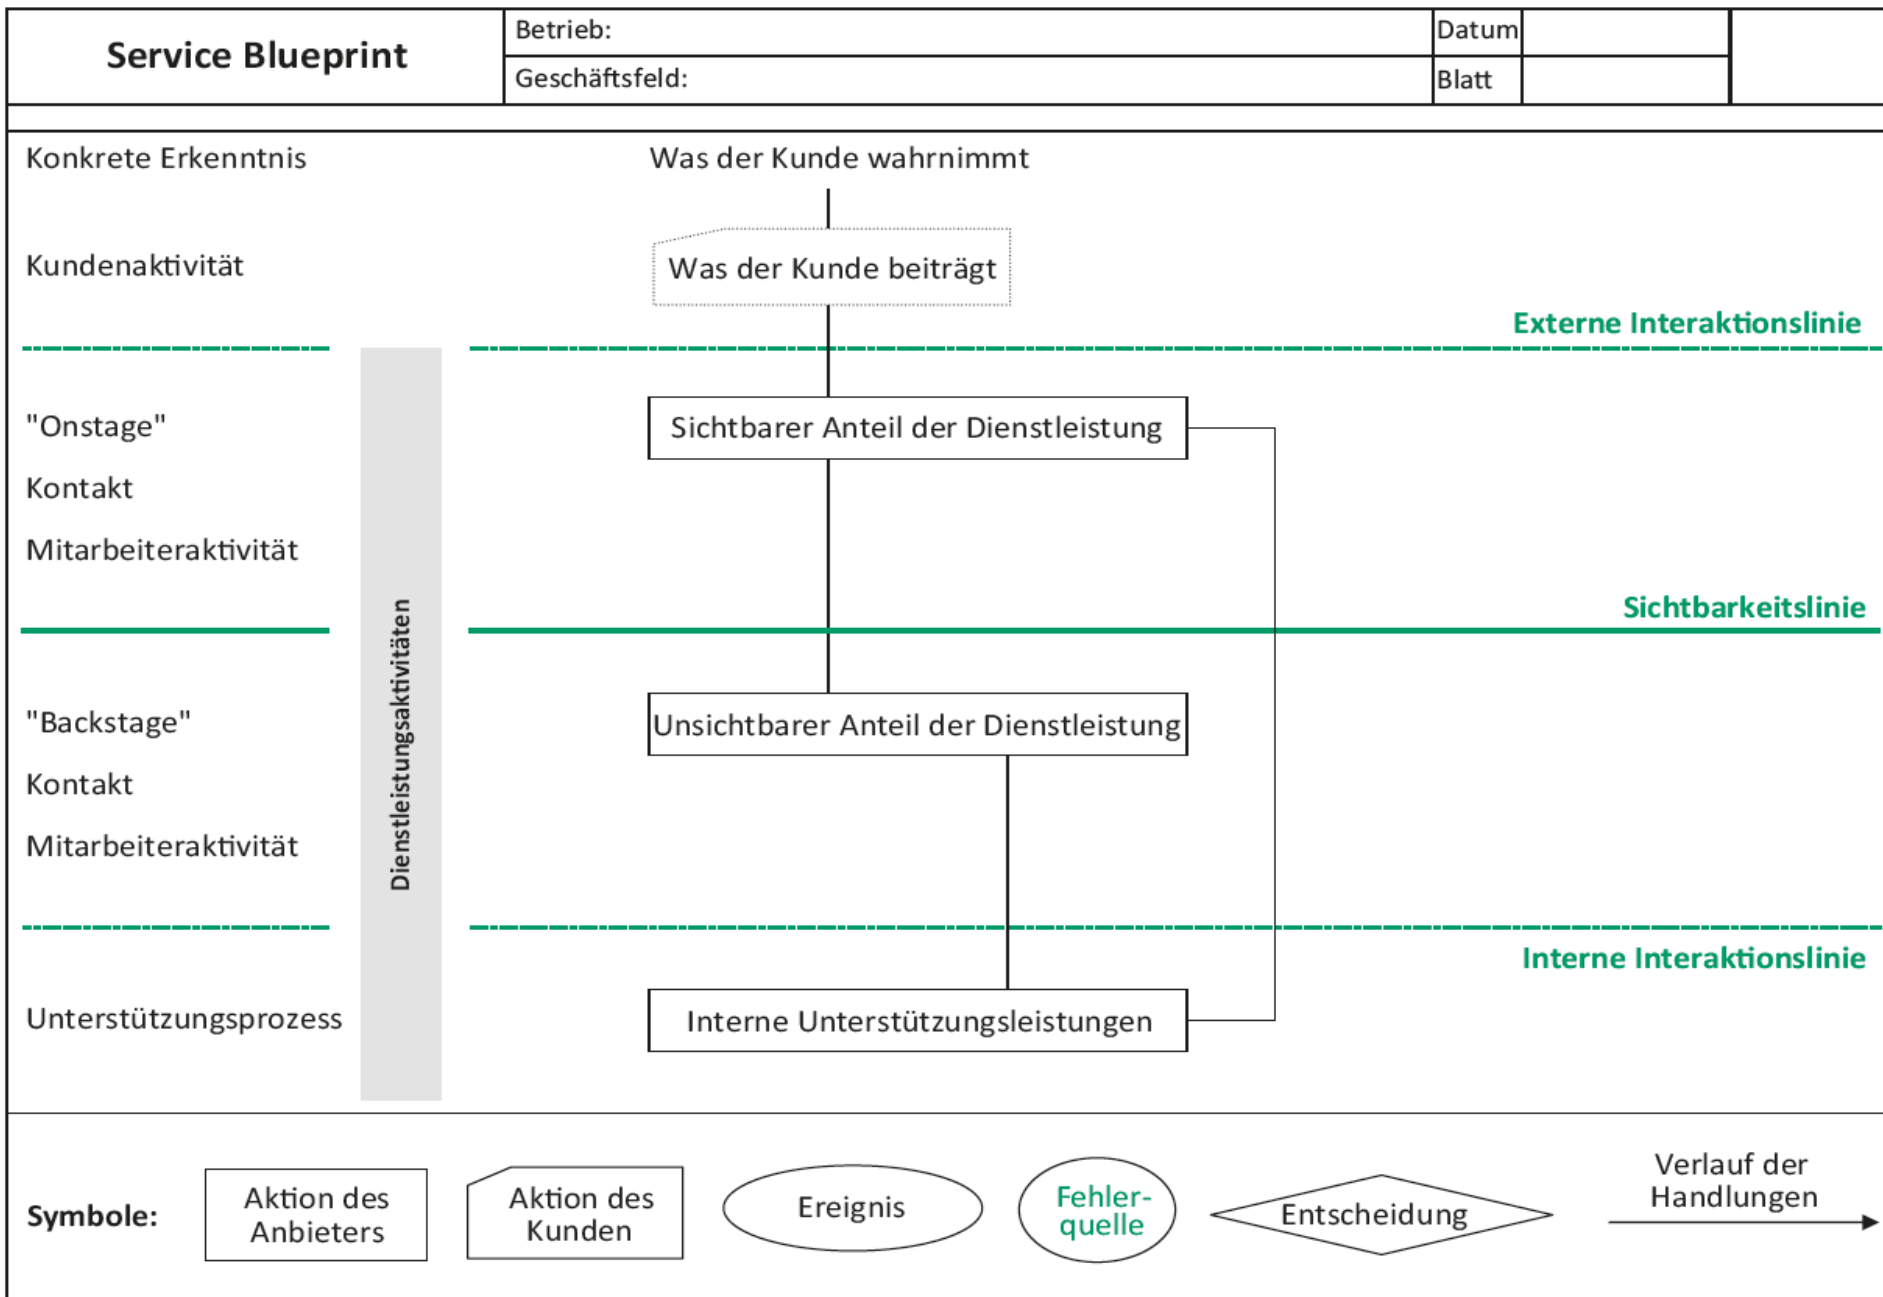 Service Blueprint
Betrieb:
Datum
Geschäftsfeld:
Blatt
Konkrete Erkenntnis
Was der Kunde wahrnimmt
Kundenaktivität
Was der Kunde beiträgt
Externe Interaktionslinie
"Onstage"
Sichtbarer Anteil der Dienstleistung
Kontakt
Mitarbeiteraktivität
Sichtbarkeitslinie
Dienstleistungsaktivitäten
"Backstage"
Unsichtbarer Anteil der Dienstleistung
Kontakt
Mitarbeiteraktivität
Interne Interaktionslinie
Unterstützungsprozess
Interne Unterstützungsleistungen
Symbole:
Aktion des
Anbieters
Aktion des
Kunden
Ereignis
Fehler-
quelle
Entscheidung
Verlauf der
Handlungen